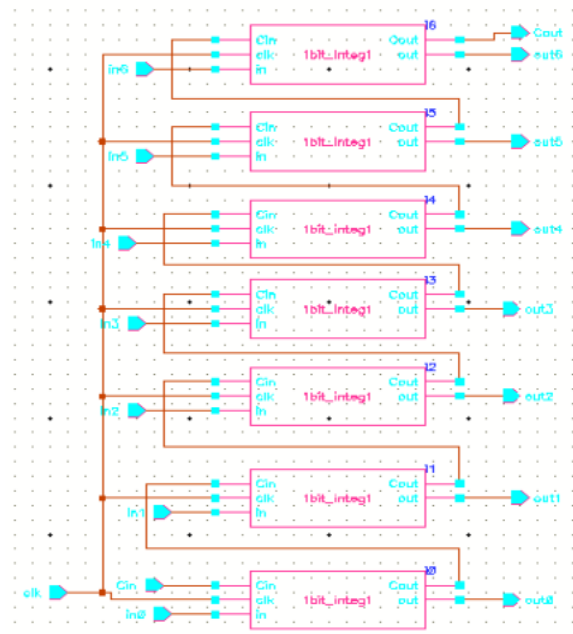 I6
Cin Cout Cout
clk 1bit_integ1 out out6
in6 in
I5
Cin Cout
clk 1bit_integ1 out out5
in5 in
I4
Cin Cout
clk 1bit_integ1 out out4
in4 in
I3
Cin Cout
clk 1bit_integ1 out out3
in3 in
I2
Cin Cout
clk 1bit_integ1 out out2
in2 in
I1
Cin Cout
clk 1bit_integ1 out out1
in1 in
I0
Cin Cin Cout
clk clk 1bit_integ1 out out0
in0 in